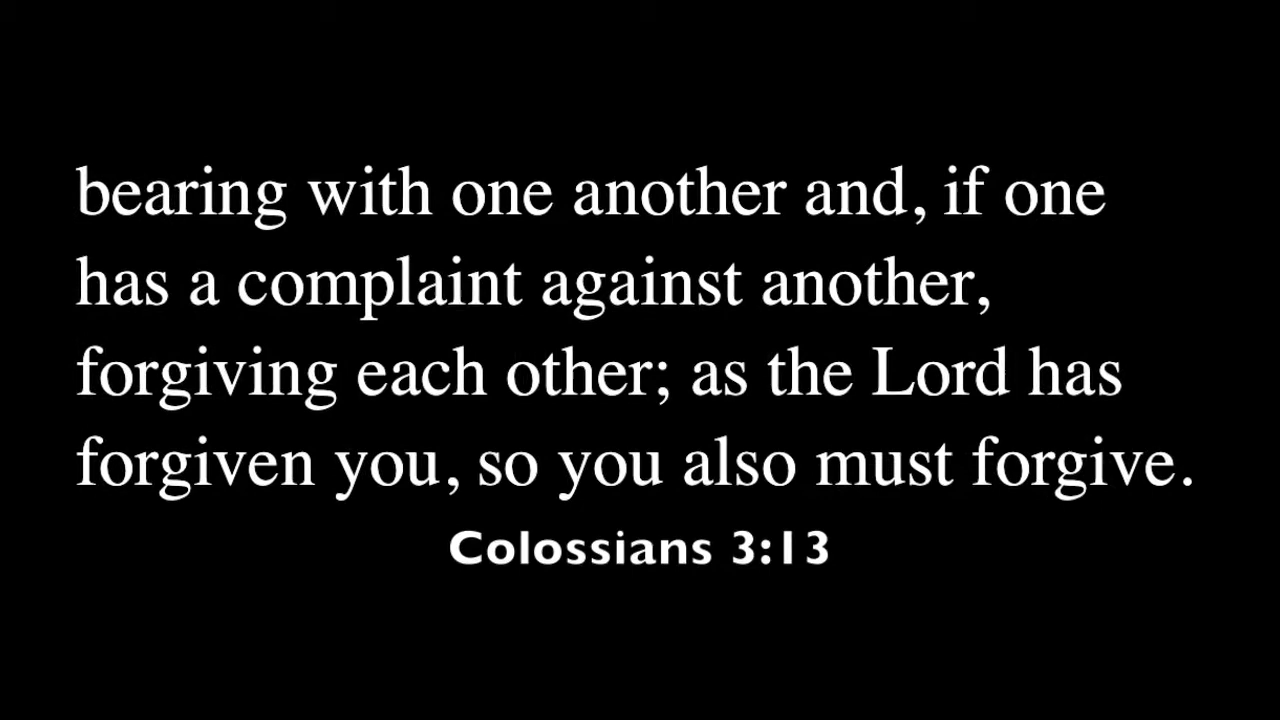 bearing with one another and, if one
has a complaint against another,
forgiving each other; as the Lord has
forgiven you, so you also must forgive.
Colossians 3:13